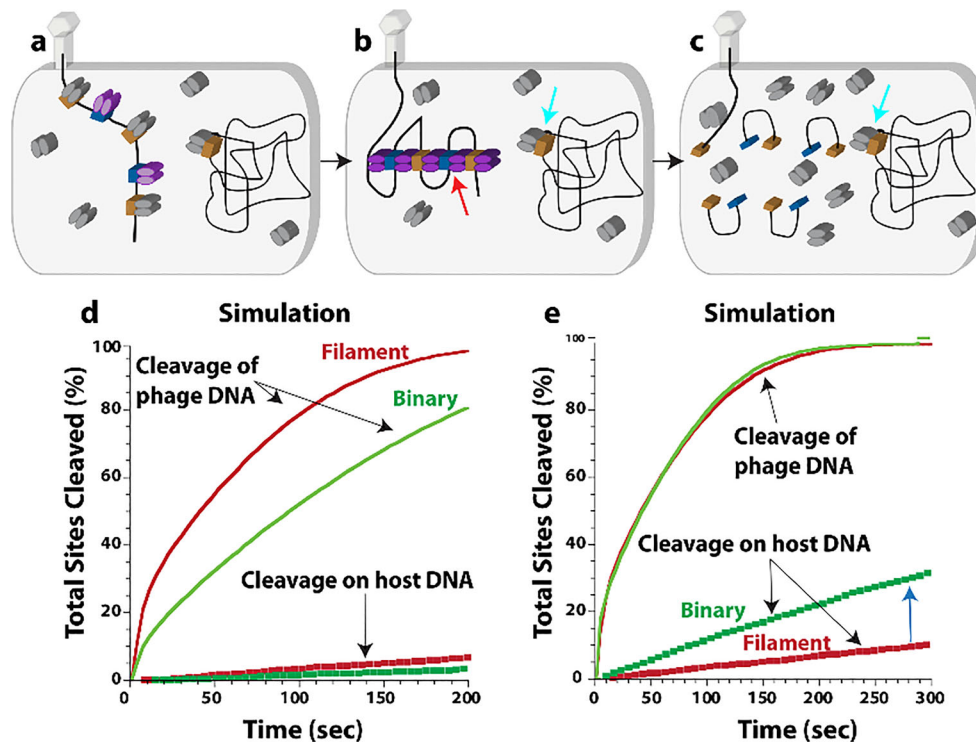 a
b
c
d
Simulation
Total Sites Cleaved (%)
100
80
60
40
20
0
Cleavage of
phage DNA
Filament
Binary
Cleavage on host DNA
0
50
100
150
200
Time (sec)
e
Simulation
Total Sites Cleaved (%)
100
80
60
40
20
0
Cleavage of
phage DNA
Cleavage on host DNA
Binary
Filament
0
50
100
150
200
250
300
Time (sec)